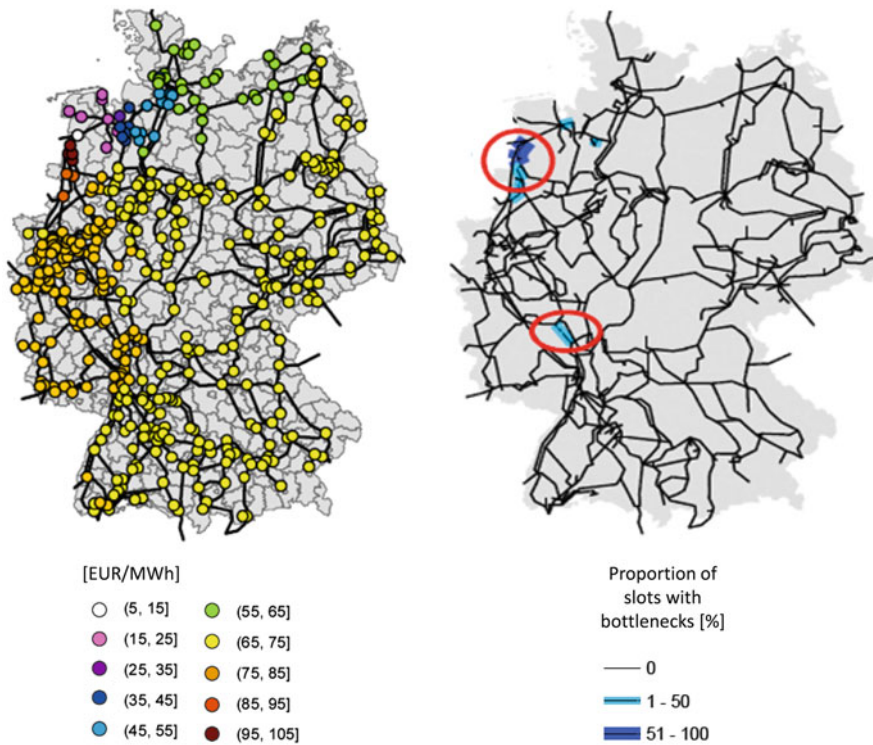 [EUR/MWh]
(5, 15]
(15, 25]
(25, 35]
(35, 45]
(45, 55]
(55, 65]
(65, 75]
(75, 85]
(85, 95]
(95, 105]
Proportion of
slots with
bottlenecks [%]
0
1 - 50
51 - 100